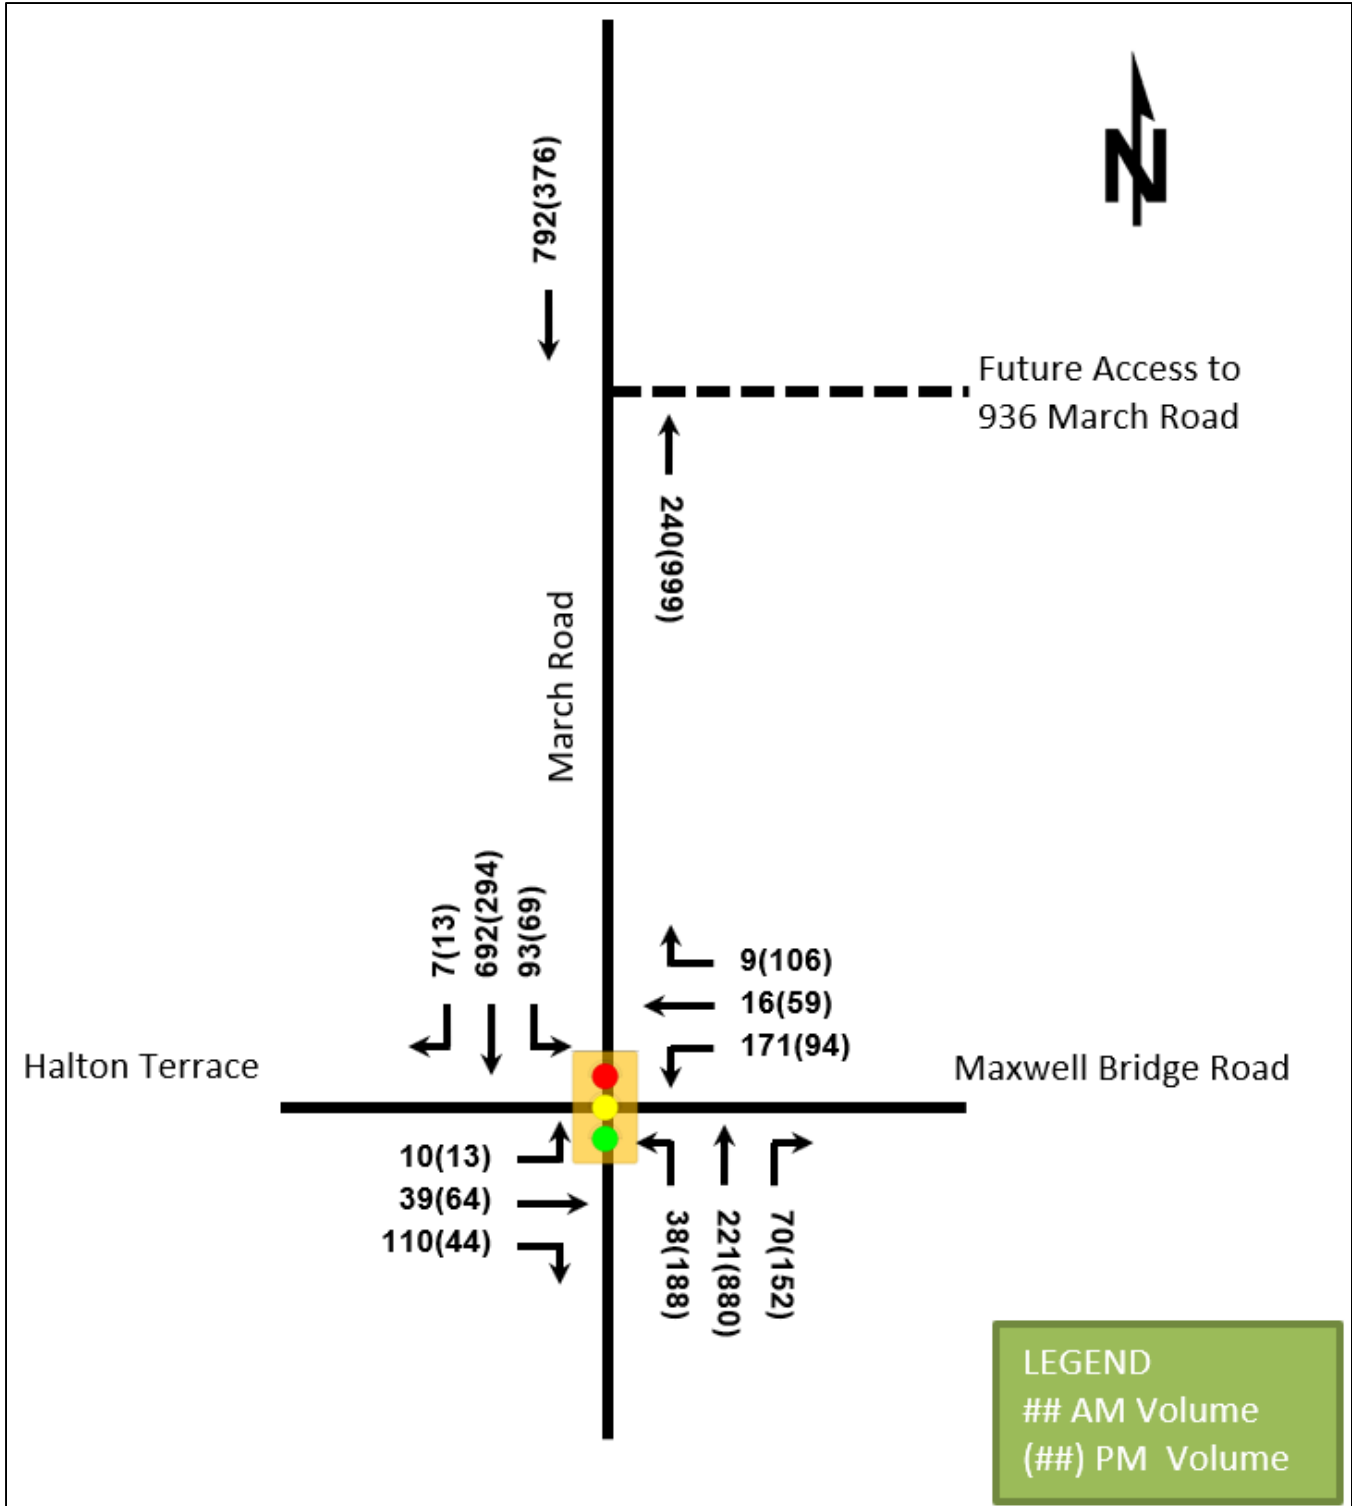 N
792(376)
Future Access to
936 March Road
240(999)
March Road
7(13)
692(294)
93(69)
9(106)
16(59)
171(94)
Halton Terrace
Maxwell Bridge Road
10(13)
39(64)
110(44)
38(188)
221(880)
70(152)
LEGEND
## AM Volume
(##) PM Volume